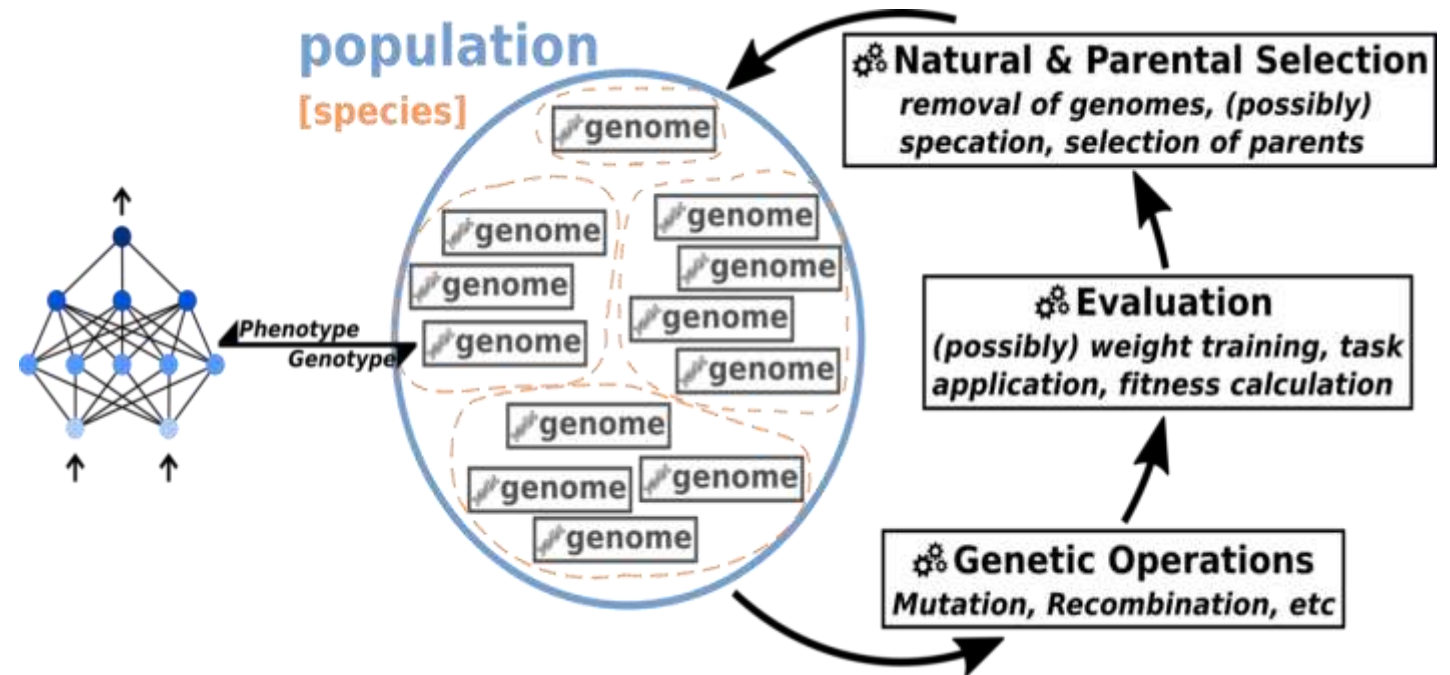 population
[species]
genome
genome
genome
genome
genome
genome
genome
genome
genome
genome
genome
genome
Phenotype
Genotype
Natural & Parental Selection
removal of genomes, (possibly)
specation, selection of parents
Evaluation
(possibly) weight training, task
application, fitness calculation
Genetic Operations
Mutation, Recombination, etc